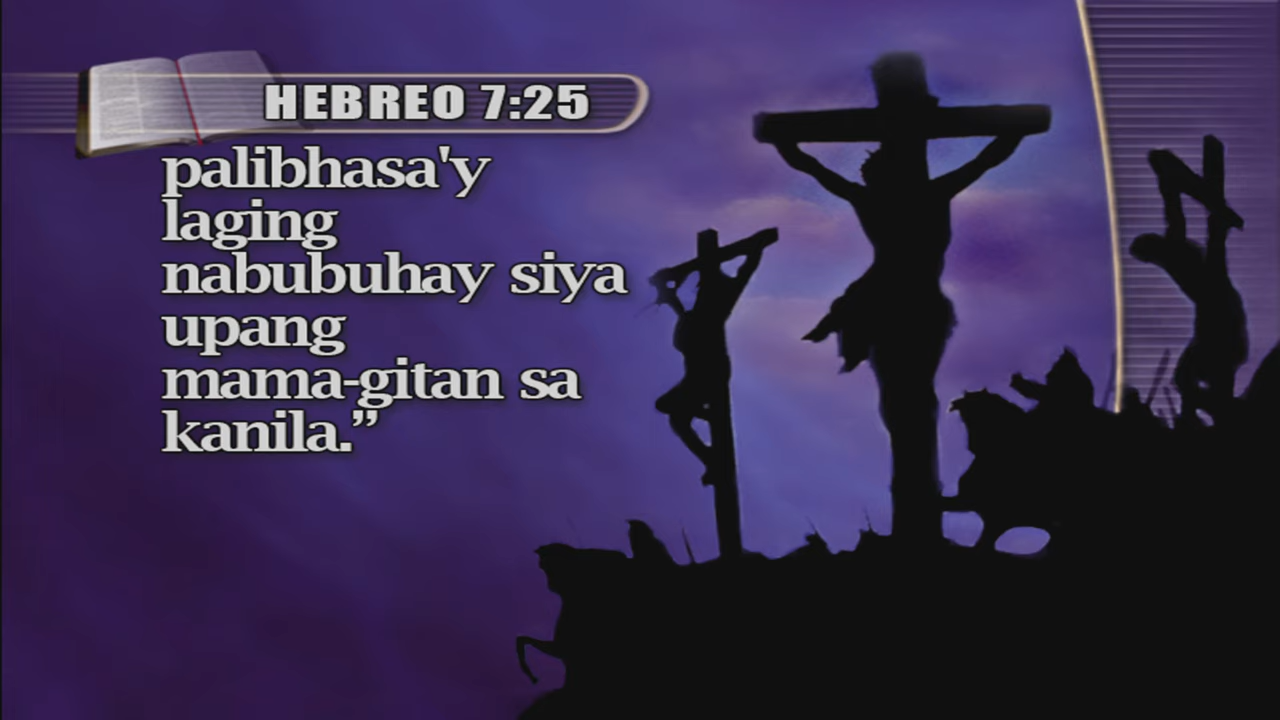 HEBREO 7:25
palibhasa'y
laging
nabubuhay siya
upang
mama-gitan sa
kanila.”